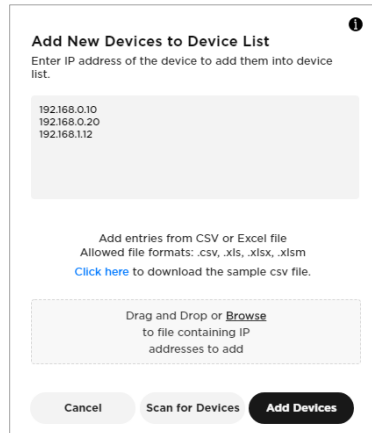 Add New Devices to Device List
Enter IP address of the device to add them into device
list.
192.168.0.10
192.168.0.20
192.168.1.12
Add entries from CSV or Excel file
Allowed file formats: .csv, .xls, .xlsx, .xlsm
Click here to download the sample csv file.
Drag and Drop or Browse
to file containing IP
addresses to add
Cancel
Scan for Devices
Add Devices